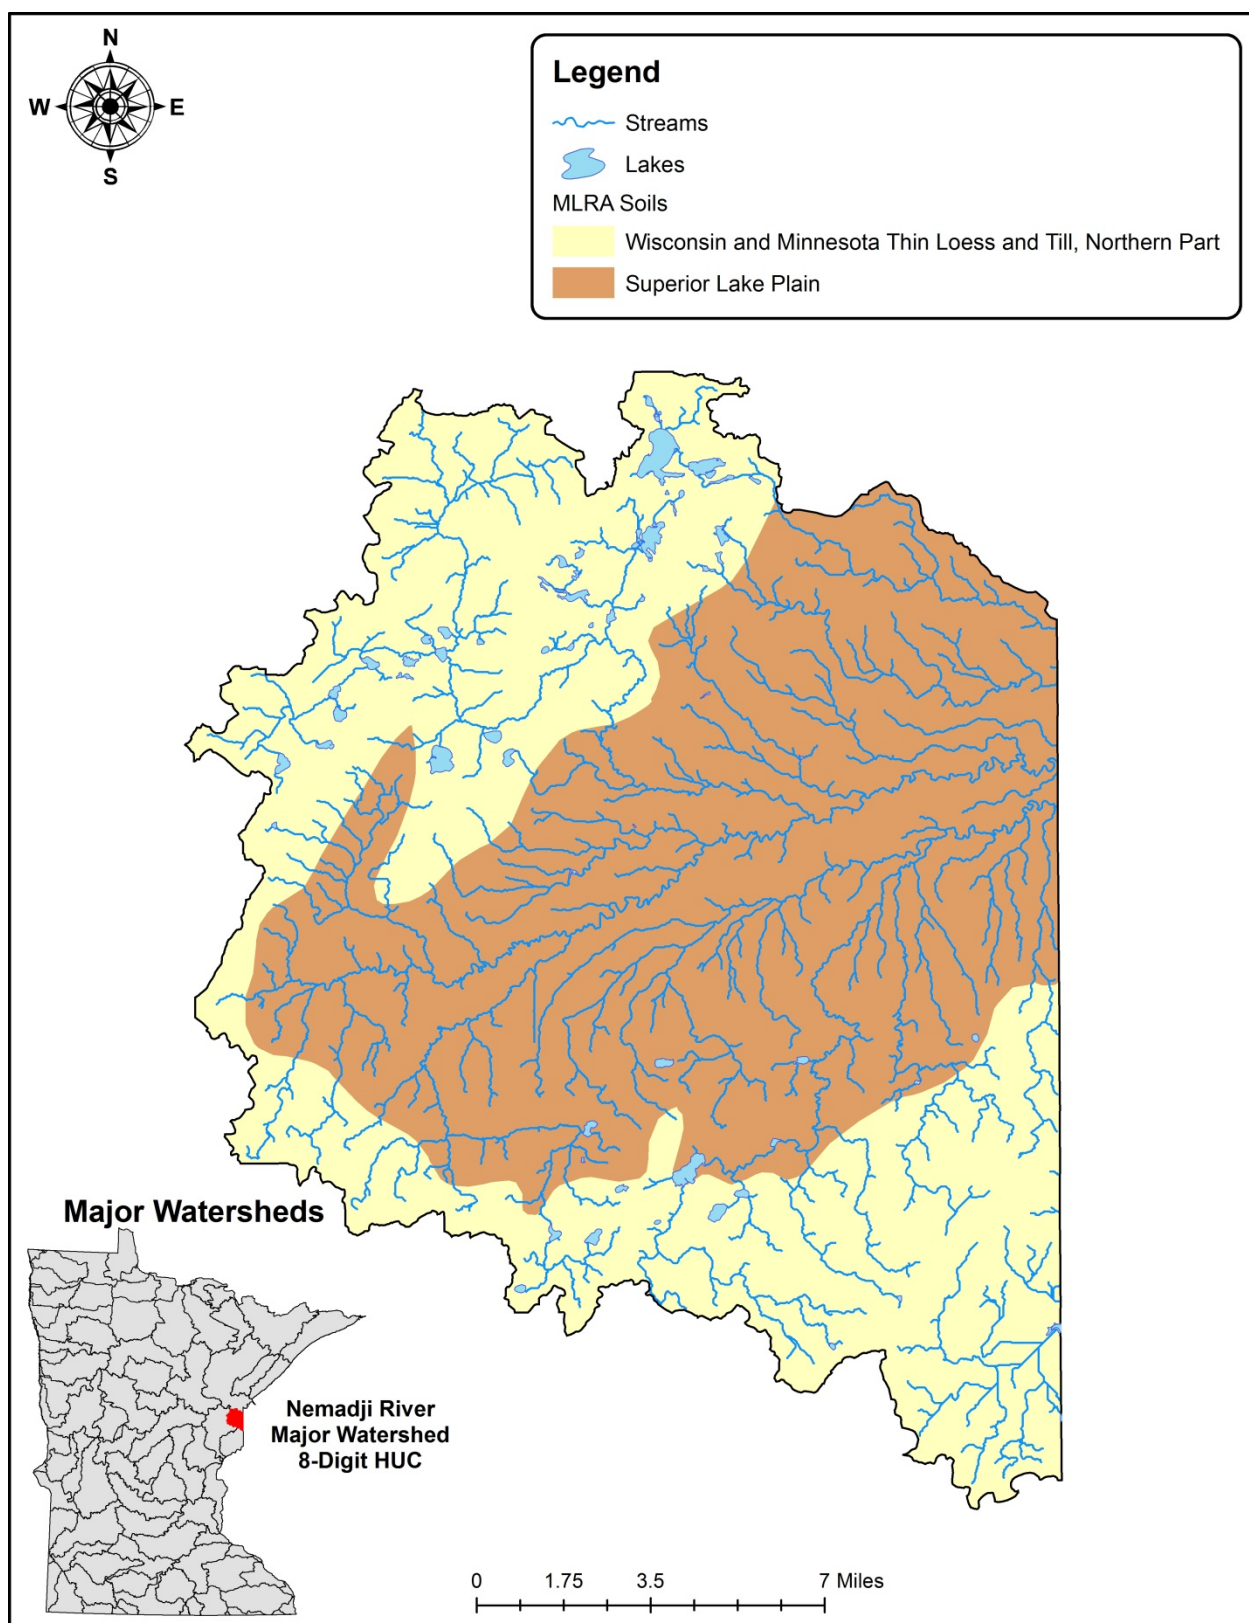 N
W E
S
Legend
Streams
Lakes
MLRA Soils
Wisconsin and Minnesota Thin Loess and Till, Northern Part
Superior Lake Plain
Major Watersheds
Nemadji River
Major Watershed
8-Digit HUC
0 1.75 3.5 7 Miles